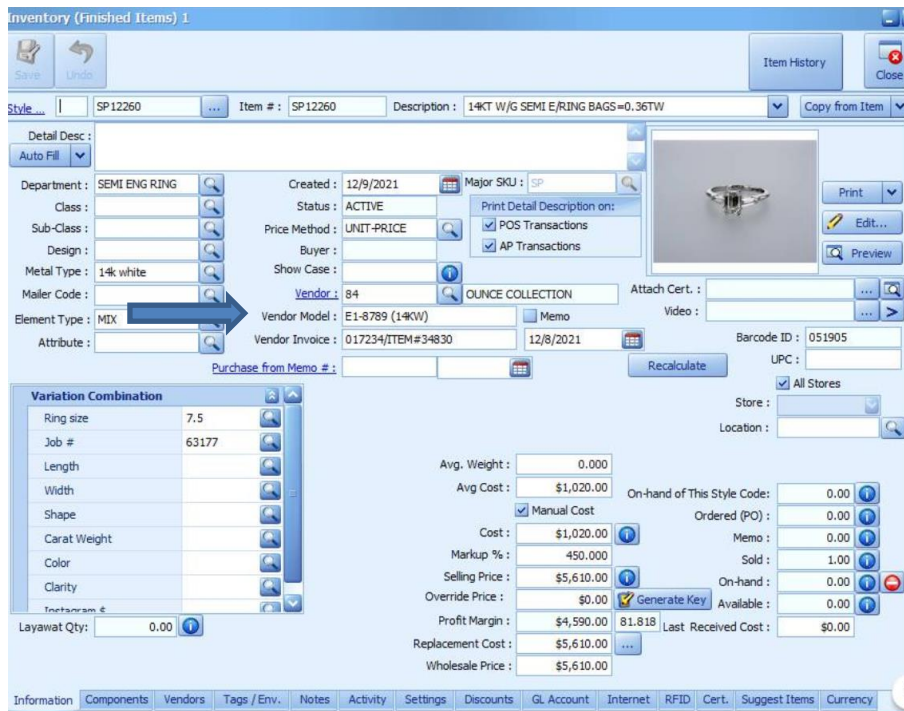 Inventory (Finished Items) 1
Save Undo Item History Close
Style ... SP12260 ... Item # : SP12260 Description : 14KT W/G SEMI E/RING BAGS=0.36TW Copy from Item
Detail Desc :
Auto Fill
Department : SEMI ENG RING Created : 12/9/2021 Major SKU : SP
Class : Status : ACTIVE Print Detail Description on: Print
Sub-Class : Price Method : UNIT-PRICE POS Transactions Edit...
Design : Buyer : AP Transactions Preview
Metal Type : 14k white Show Case :
Mailer Code : Vendor : 84 OUNCE COLLECTION Attach Cert. : ...
Element Type : MIX Vendor Model : E1-8789 (14KW) Memo Video : ... >
Attribute : Vendor Invoice : 017234/ITEM#34830 12/8/2021 Barcode ID : 051905
Purchase from Memo # : Recalculate UPC :
All Stores
Variation Combination Store :
Ring size 7.5 Location :
Job # 63177
Length Avg. Weight : 0.000
Width Avg Cost : $1,020.00 On-hand of This Style Code: 0.00
Shape Manual Cost Ordered (PO) : 0.00
Carat Weight Cost : $1,020.00 Memo : 0.00
Color Markup % : 450.000 Sold : 1.00
Clarity Selling Price : $5,610.00 On-hand : 0.00
Instagram $ Override Price : $0.00 Generate Key Available : 0.00
Layawat Qty: 0.00 Profit Margin : $4,590.00 81.818 Last Received Cost : $0.00
Replacement Cost : $5,610.00 ...
Wholesale Price : $5,610.00
Information Components Vendors Tags / Env. Notes Activity Settings Discounts GL Account Internet RFID Cert. Suggest Items Currency